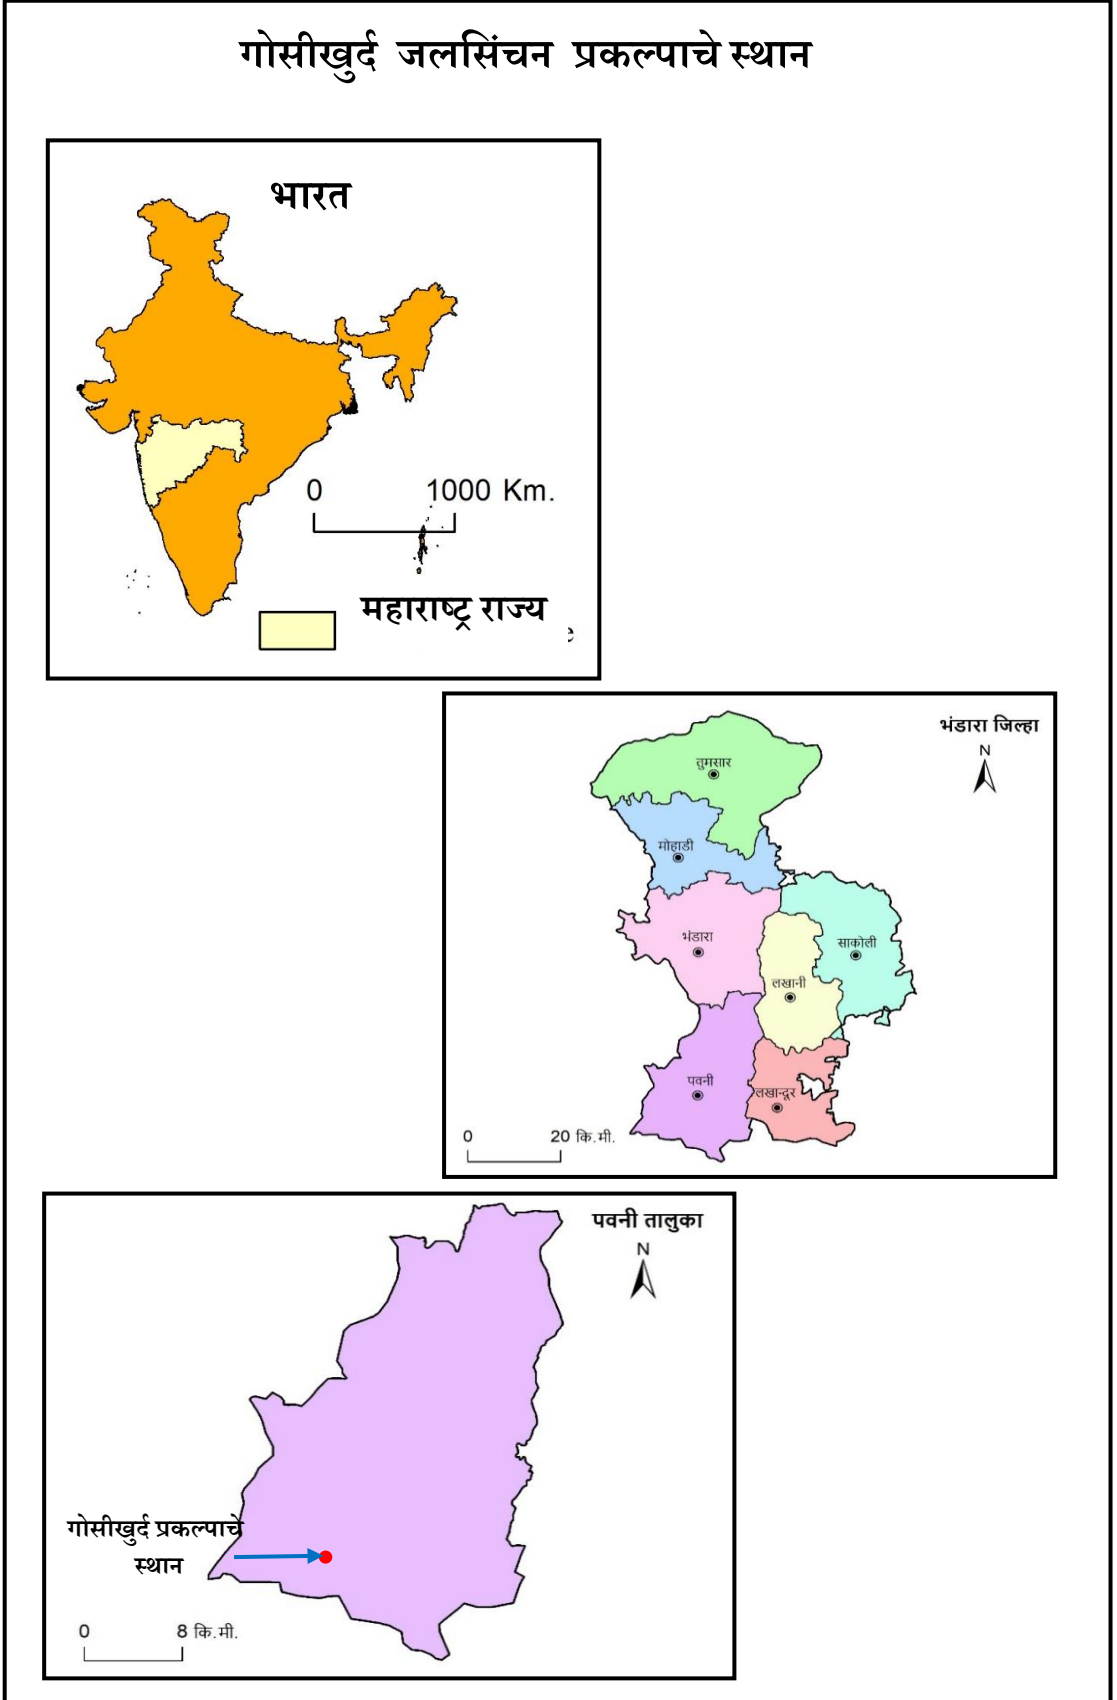 गोसीखुर्द जलसिंचन प्रकल्पाचे स्थान
भारत
0 1000 Km.
महाराष्ट्र राज्य
भंडारा जिल्हा
N
तुमसार
मोहाडी
भंडारा
साकोली
लखानी
पवनी
लखान्दूर
0 20 कि.मी.
पवनी तालुका
N
गोसीखुर्द प्रकल्पाचे
स्थान
0 8 कि.मी.